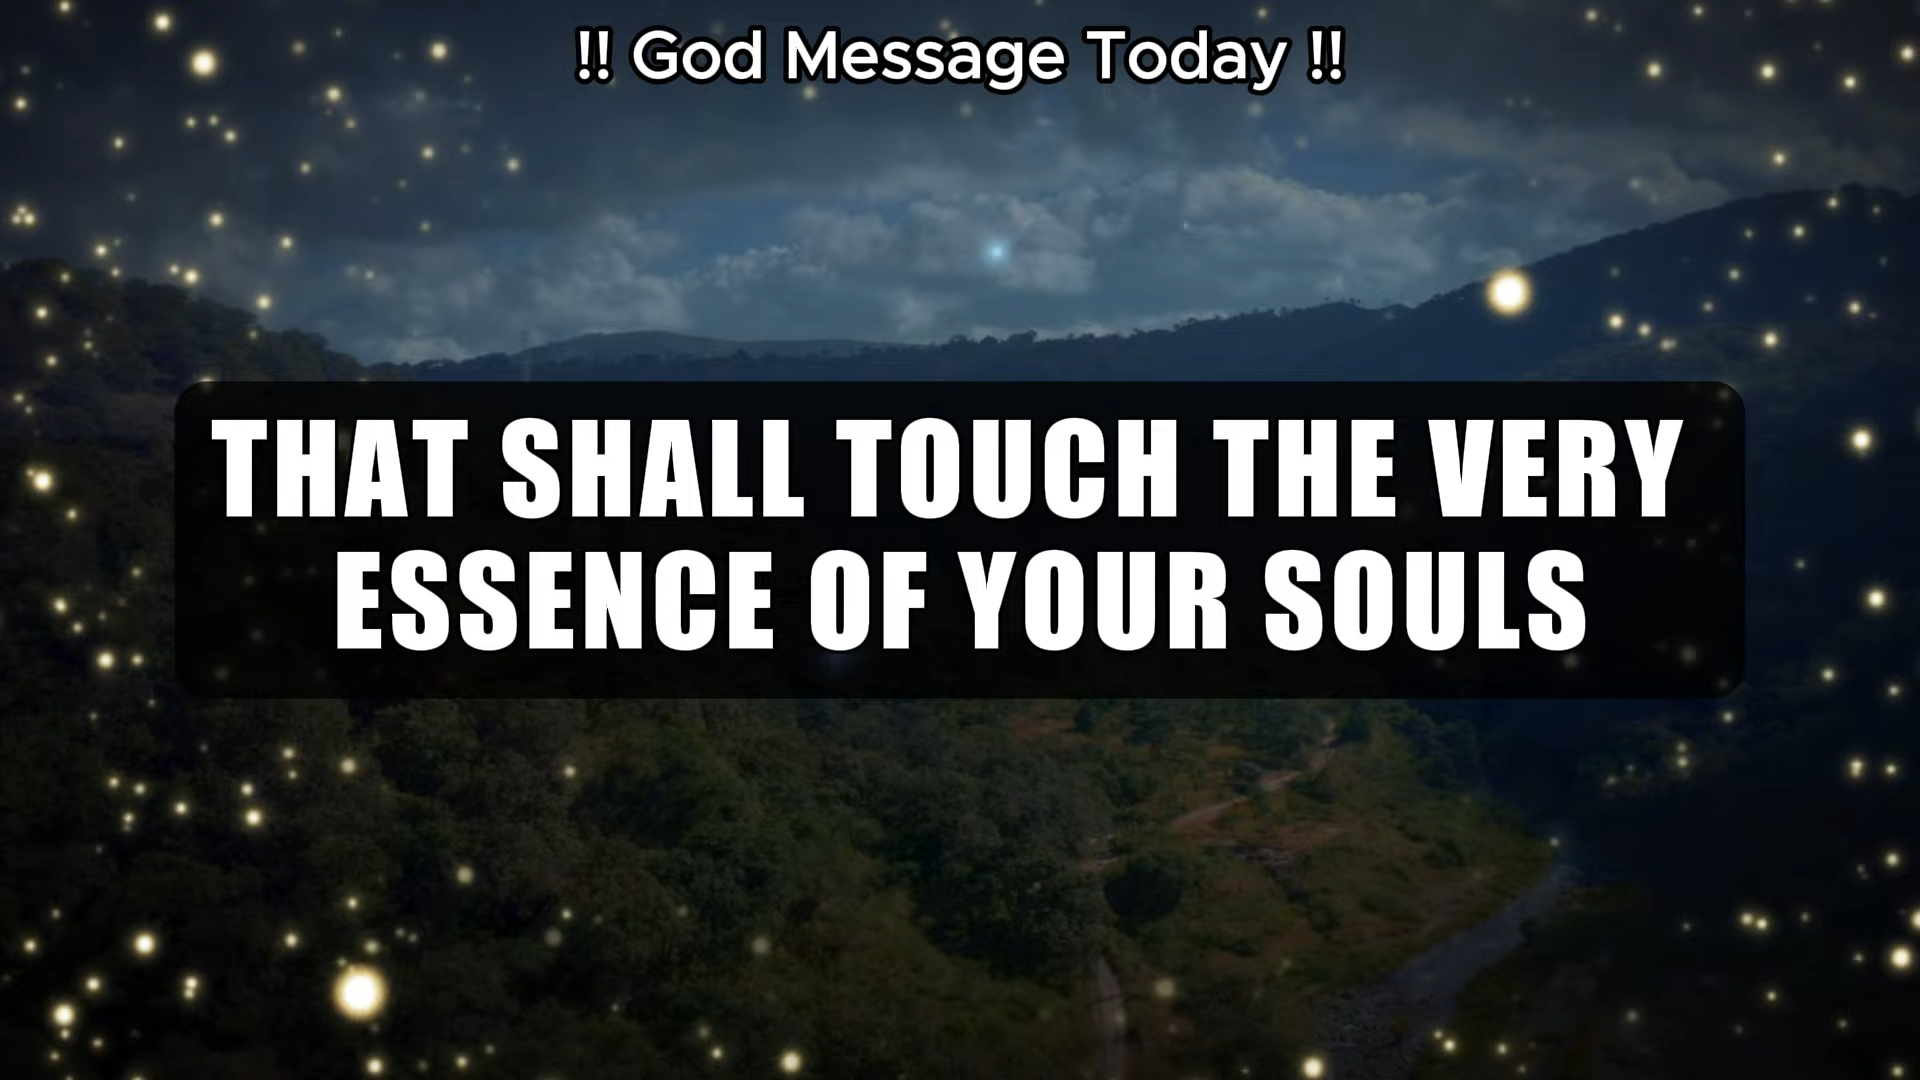 !! God Message Today !!
THAT SHALL TOUCH THE VERY
ESSENCE OF YOUR SOULS